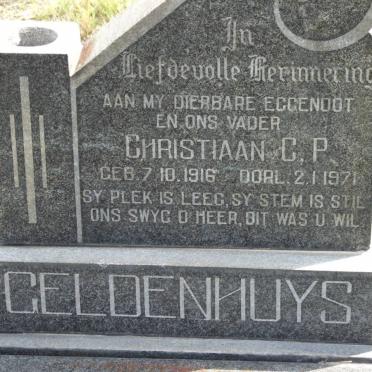 In
Liefdevolle Herinnering
AAN MY DIERBARE EGGENOOT
EN ONS VADER
CHRISTIAAN C. P.
GEB. 7.10.1916 OORL. 2.1.1971
SY PLEK IS LEEG, SY STEM IS STIL
ONS SWYG O HEER, DIT WAS U WIL
GELDENHUYS